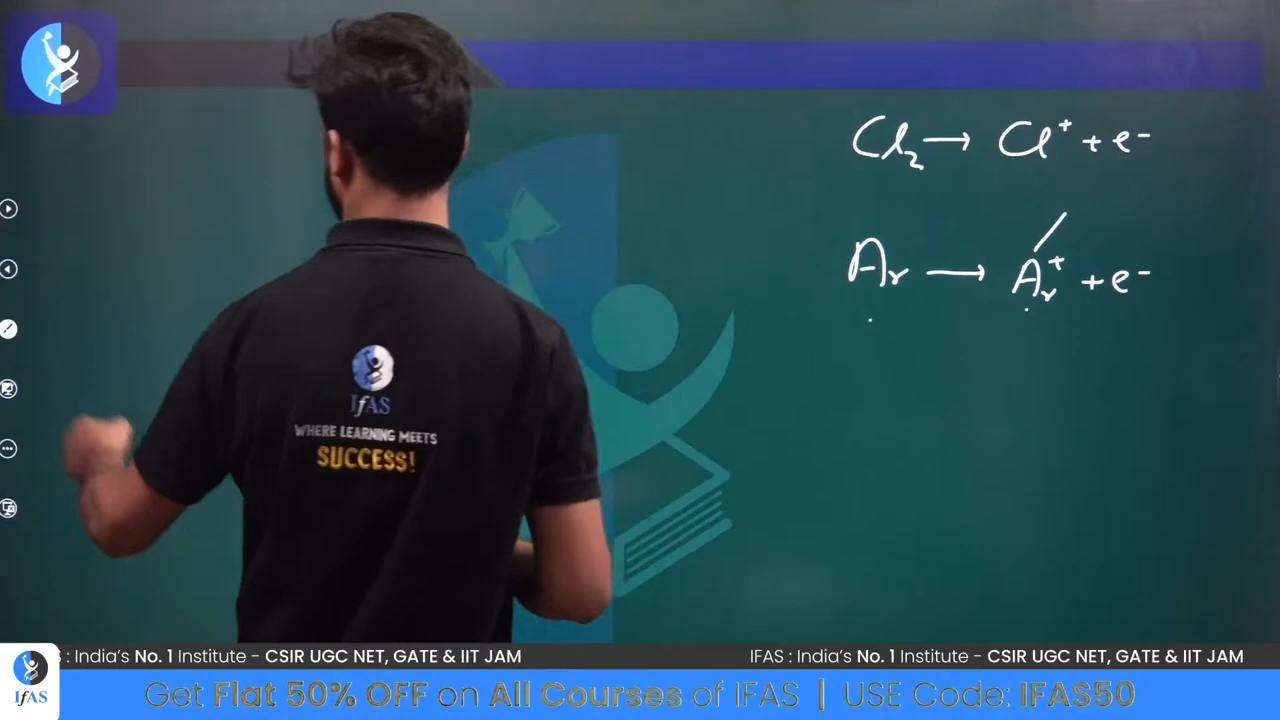 Cl₂ → Cl⁺ + e⁻
Ar → Ar⁺ + e⁻
IfAS
WHERE LEARNING MEETS
SUCCESS!
: India's No. 1 Institute - CSIR UGC NET, GATE & IIT JAM
IFAS : India's No. 1 Institute - CSIR UGC NET, GATE & IIT JAM
IfAS
Get Flat 50% OFF on All Courses of IFAS | USE Code: IFAS50